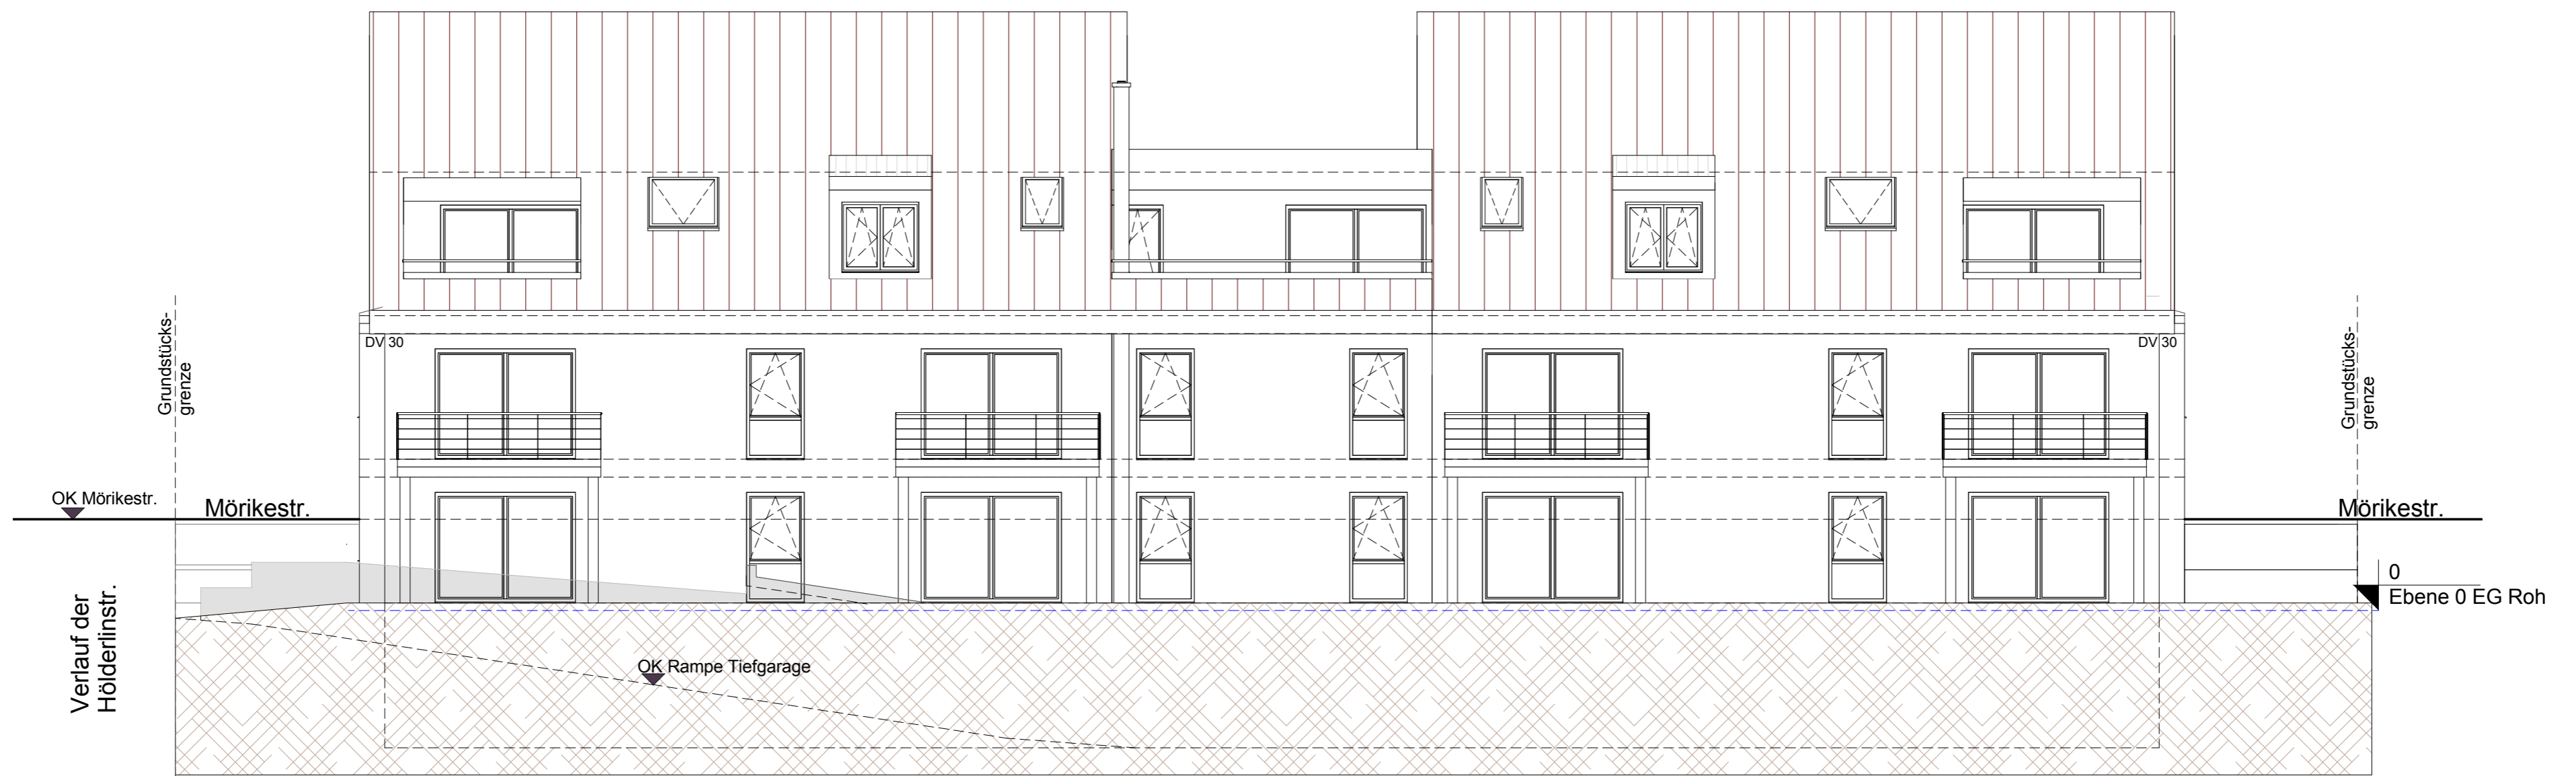 Grundstücks-
grenze
DV 30
DV 30
Grundstücks-
grenze
OK Mörikestr.
Mörikestr.
Mörikestr.
0
Ebene 0 EG Roh
Verlauf der
Hölderlinstr.
OK Rampe Tiefgarage